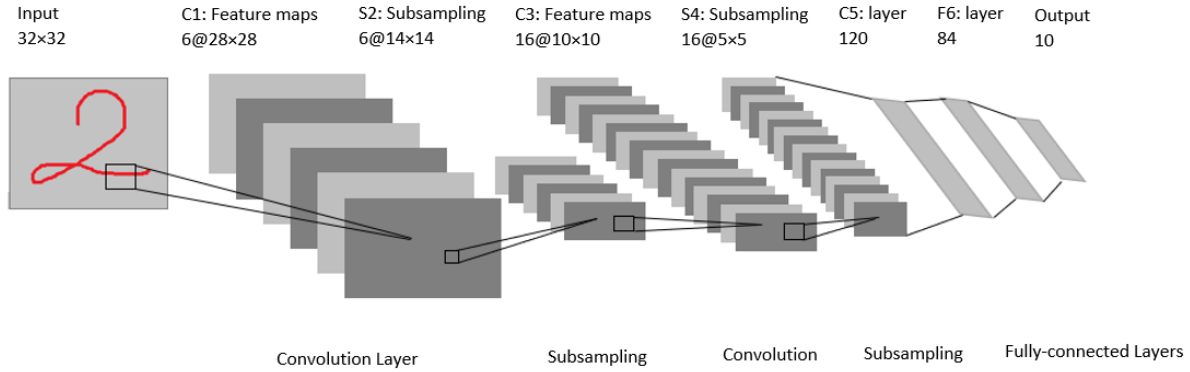 Input
32×32
C1: Feature maps
6@28×28
S2: Subsampling
6@14×14
C3: Feature maps
16@10×10
S4: Subsampling
16@5×5
C5: layer
120
F6: layer
84
Output
10
2
Convolution Layer
Subsampling
Convolution
Subsampling
Fully-connected Layers